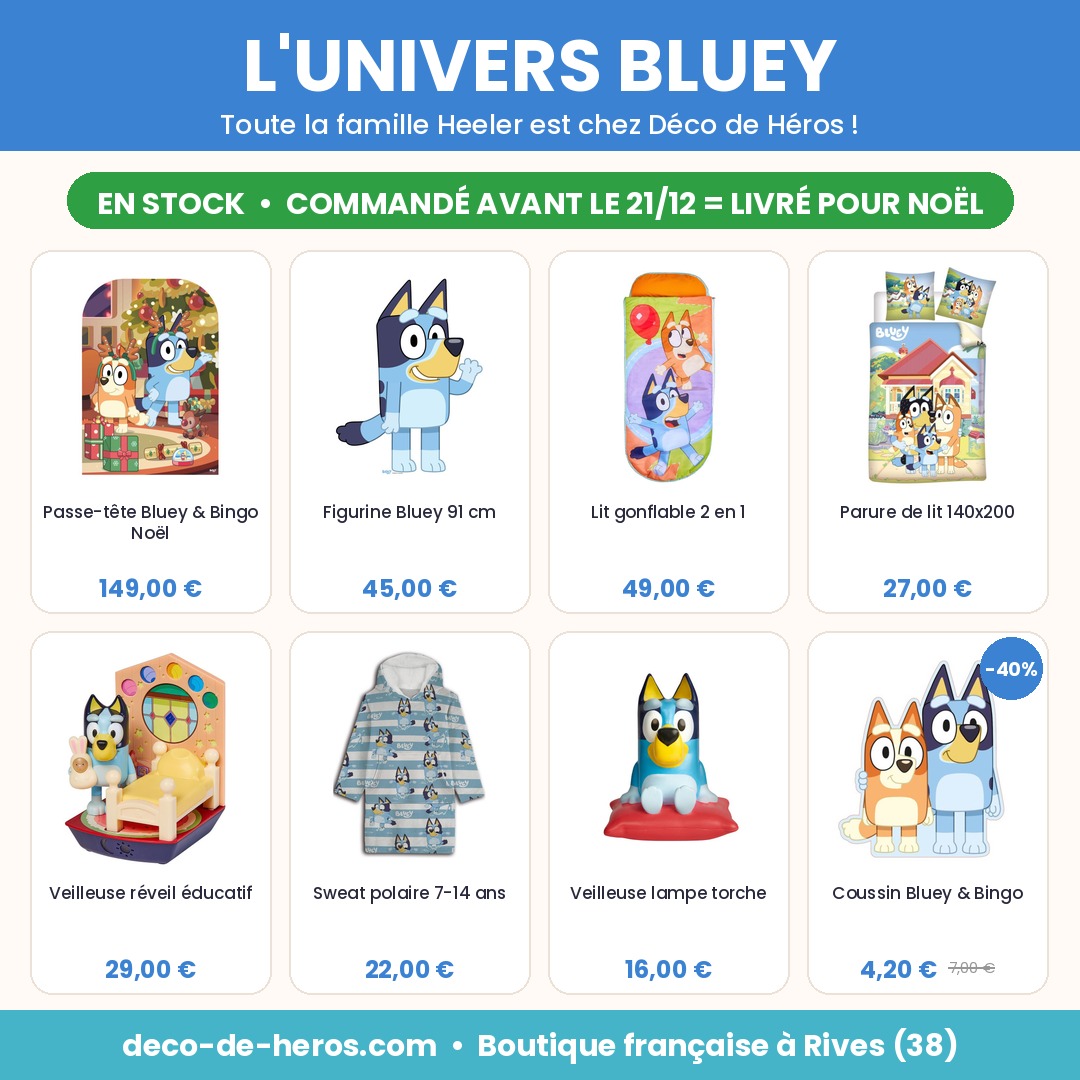 L'UNIVERS BLUEY
Toute la famille Heeler est chez Déco de Héros !
EN STOCK • COMMANDÉ AVANT LE 21/12 = LIVRÉ POUR NOËL
Passe-tête Bluey & Bingo
Noël
149,00 €
Figurine Bluey 91 cm
45,00 €
Lit gonflable 2 en 1
49,00 €
BLUEY
Parure de lit 140x200
27,00 €
Veilleuse réveil éducatif
29,00 €
BLUEY
BLUEY
Sweat polaire 7-14 ans
22,00 €
Veilleuse lampe torche
16,00 €
-40%
Coussin Bluey & Bingo
4,20 € 7,00 €
deco-de-heros.com • Boutique française à Rives (38)